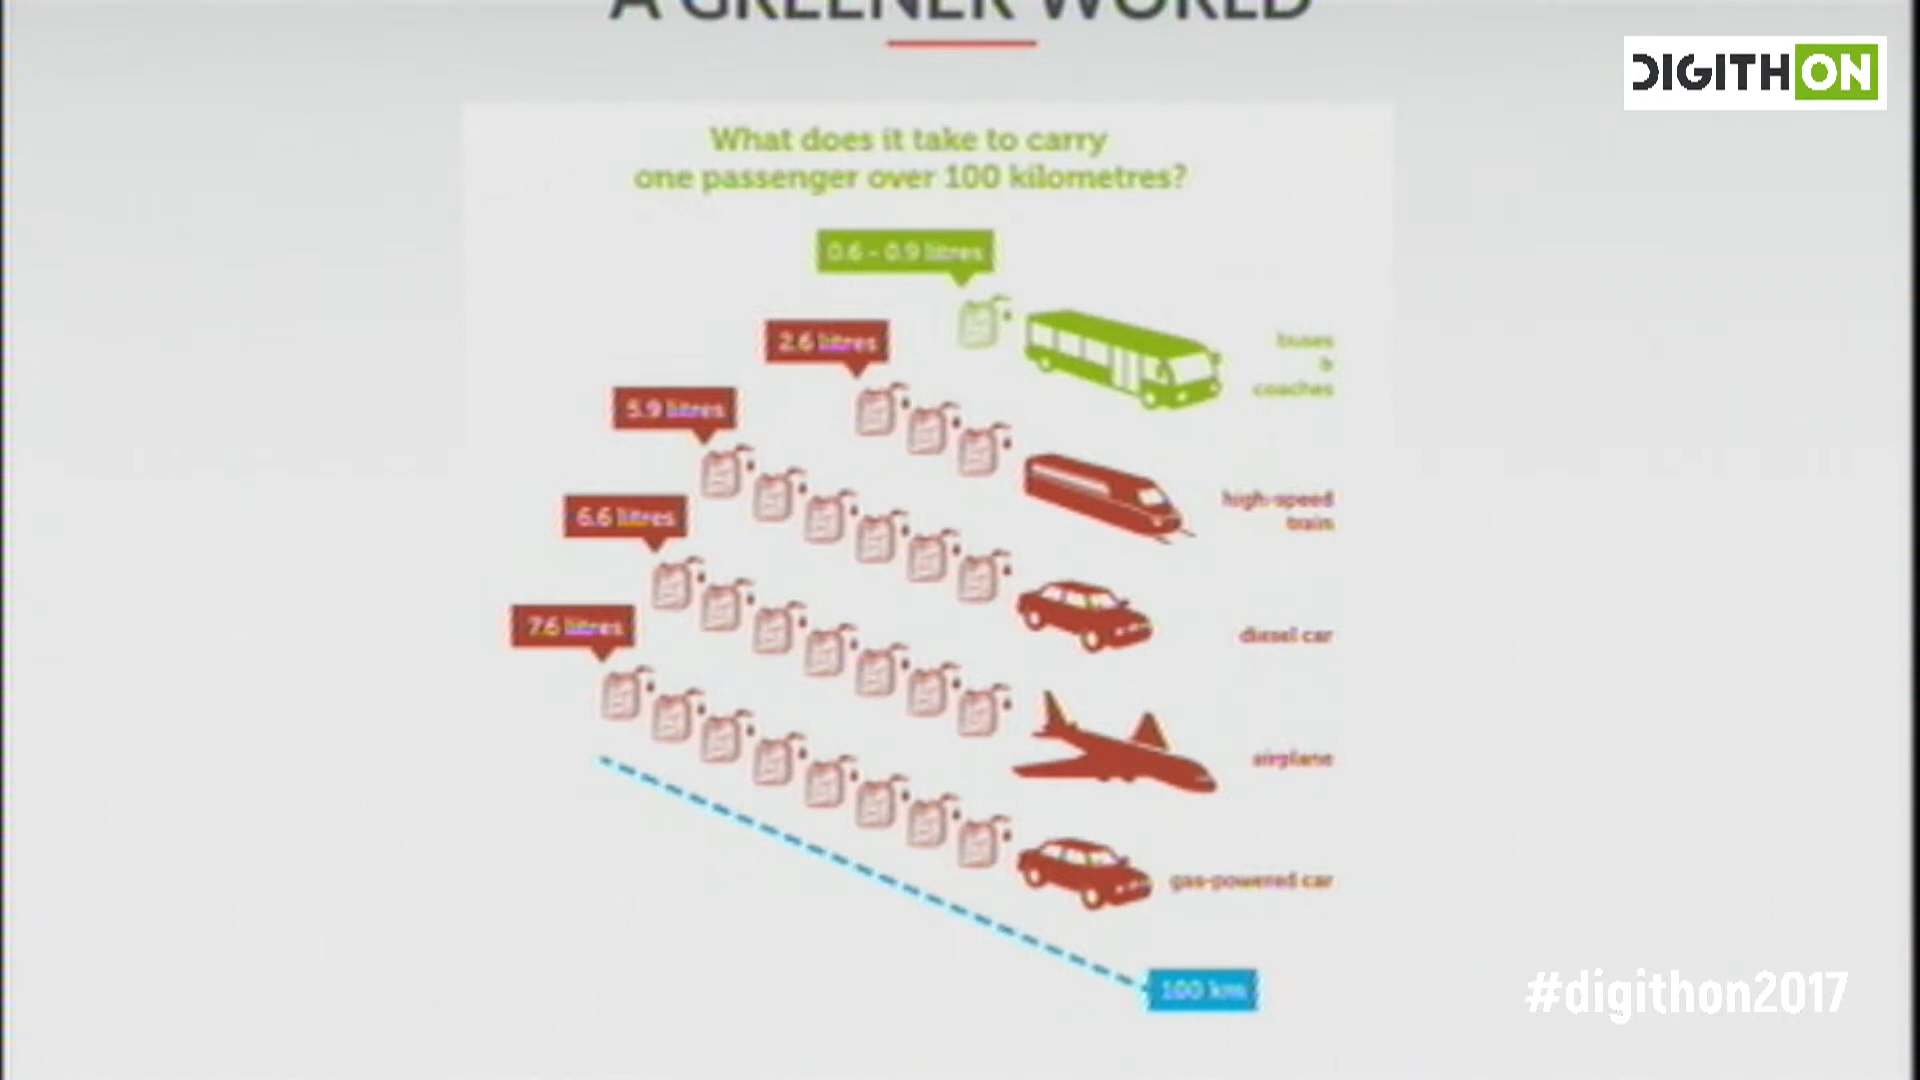 A GREENER WORLD
DIGITHON
What does it take to carry
one passenger over 100 kilometres?
0.6 - 0.9 litres
buses
&
coaches
2.6 litres
high-speed
train
5.9 litres
diesel car
6.6 litres
airplane
7.6 litres
gas-powered car
100 km
#digithon2017